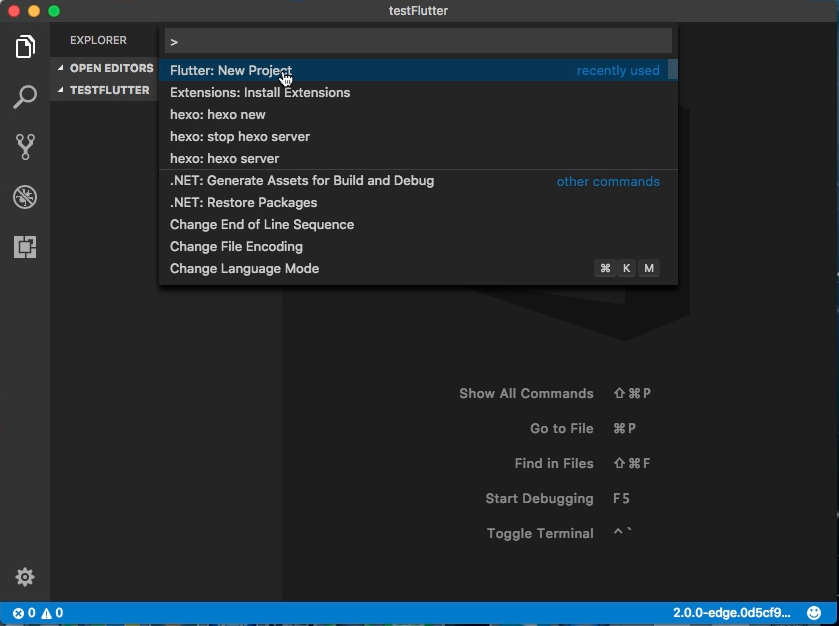 testFlutter
EXPLORER
OPEN EDITORS
TESTFLUTTER
>
Flutter: New Project recently used
Extensions: Install Extensions
hexo: hexo new
hexo: stop hexo server
hexo: hexo server
.NET: Generate Assets for Build and Debug other commands
.NET: Restore Packages
Change End of Line Sequence
Change File Encoding
Change Language Mode ⌘ K M
Show All Commands ⇧⌘P
Go to File ⌘P
Find in Files ⇧⌘F
Start Debugging F5
Toggle Terminal ^`
0 0 2.0.0-edge.0d5cf9...